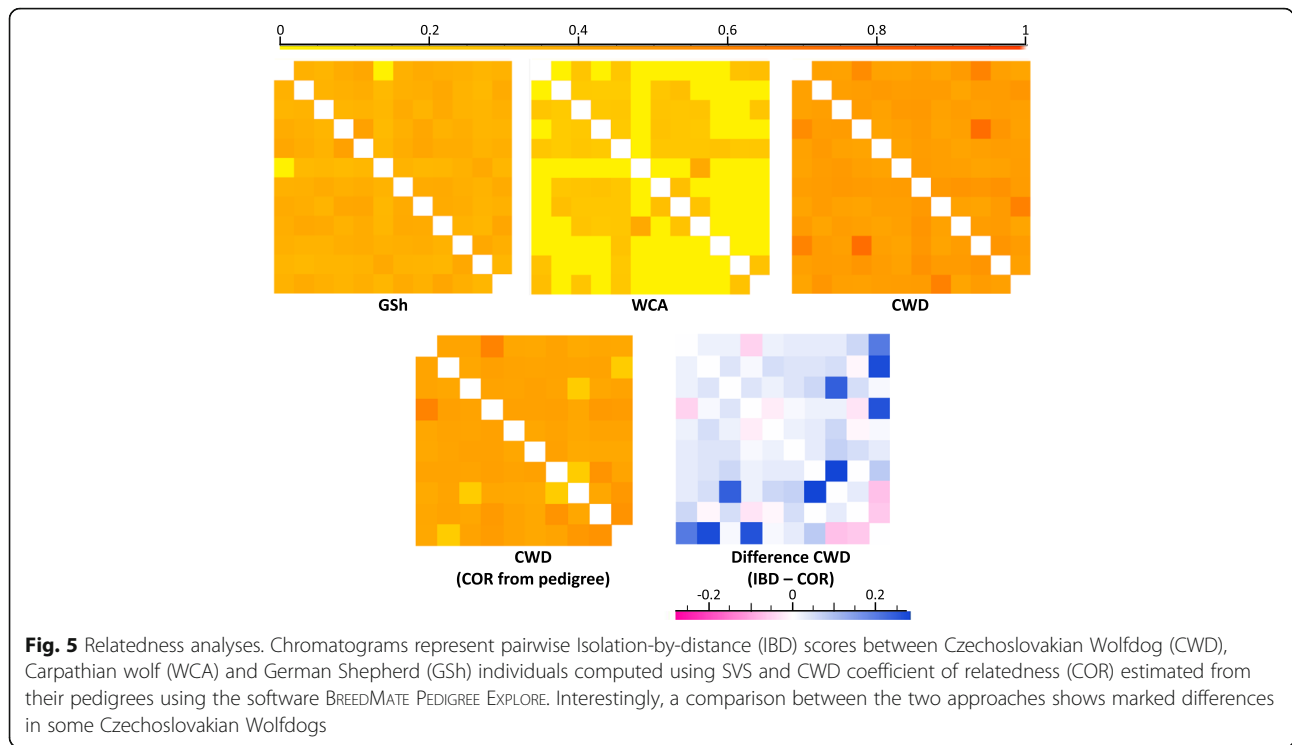 0 0.2 0.4 0.6 0.8 1
GSh WCA CWD
CWD Difference CWD
(COR from pedigree) (IBD – COR)
-0.2 0 0.2
Fig. 5 Relatedness analyses. Chromatograms represent pairwise Isolation-by-distance (IBD) scores between Czechoslovakian Wolfdog (CWD),
Carpathian wolf (WCA) and German Shepherd (GSh) individuals computed using SVS and CWD coefficient of relatedness (COR) estimated from
their pedigrees using the software BREEDMATE PEDIGREE EXPLORE. Interestingly, a comparison between the two approaches shows marked differences
in some Czechoslovakian Wolfdogs